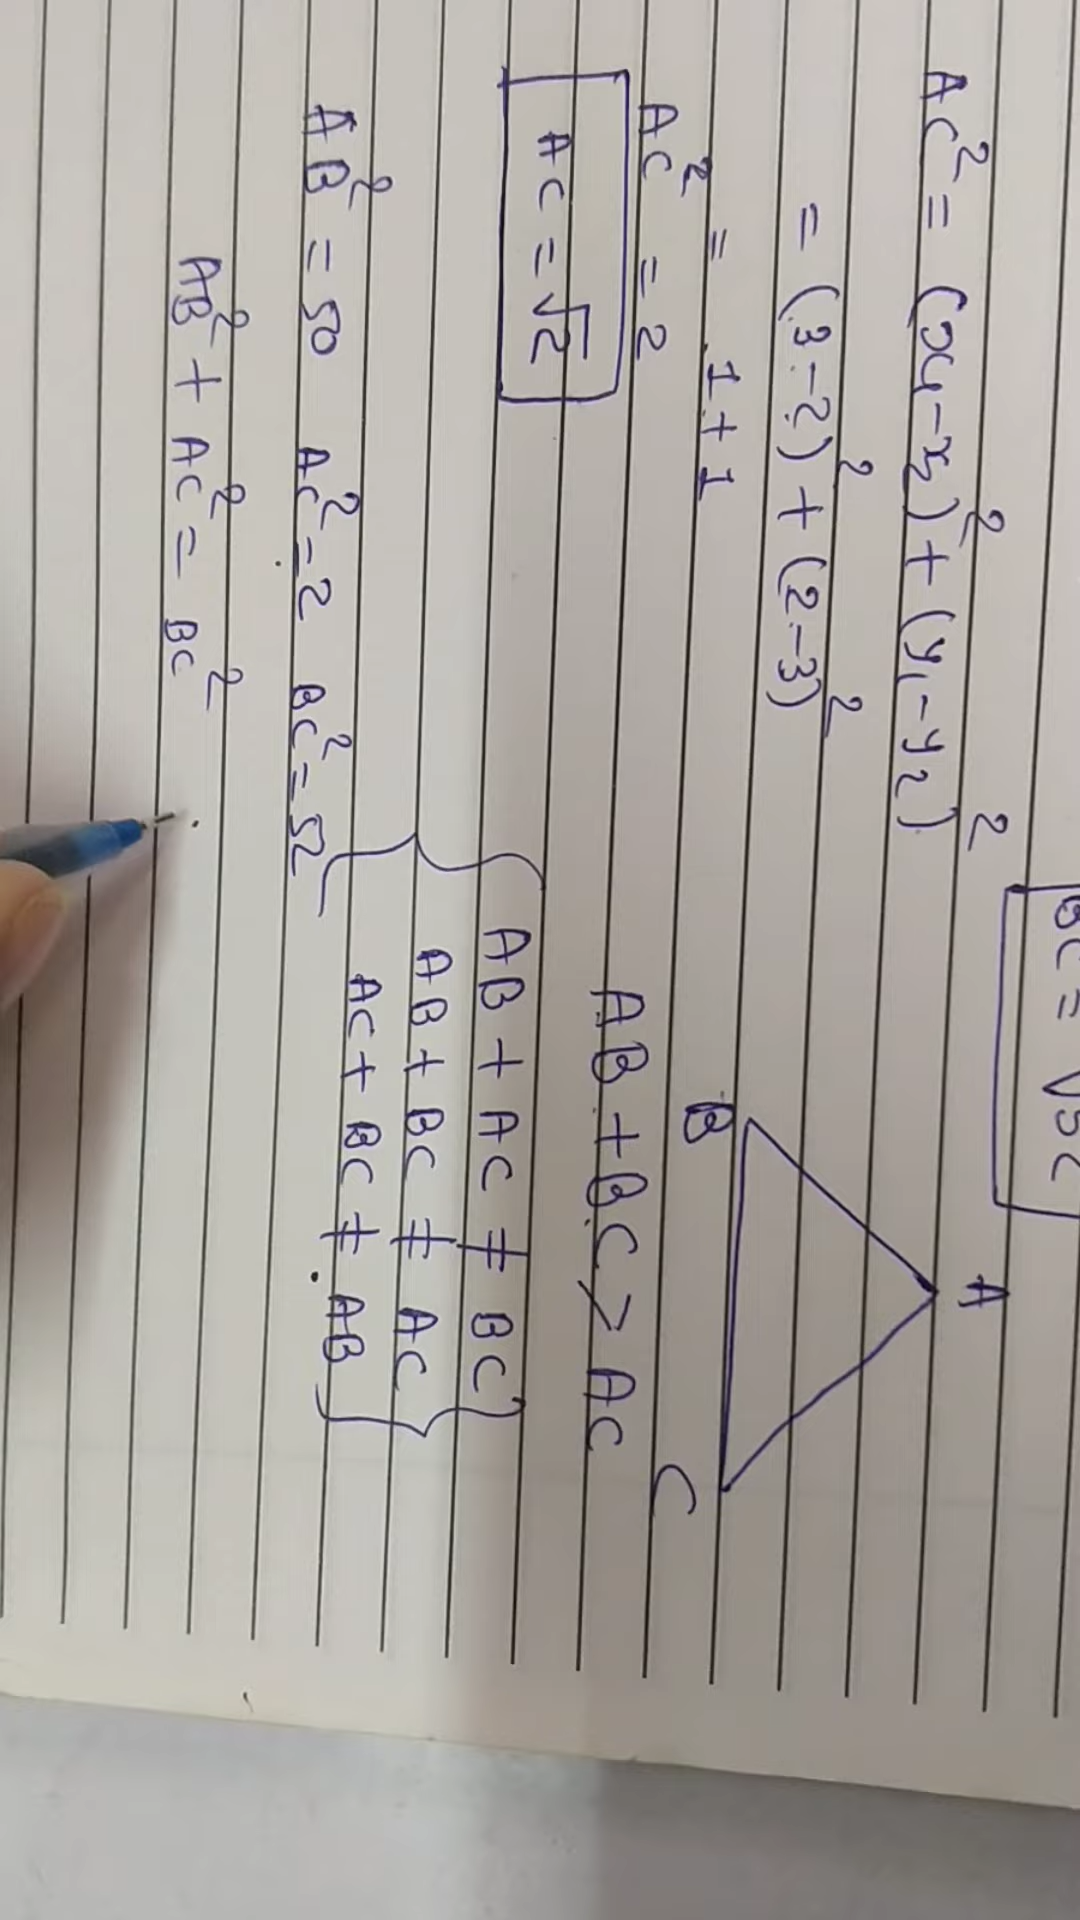 BC = √52
AC² = (x₁ - x₂)² + (y₁ - y₂)²
= (3 - 2)² + (2 - 3)²
= 1 + 1
AC² = 2
AC = √2
A
B
C
AB + BC > AC
AB + AC ≠ BC
AB + BC ≠ AC
AC + BC ≠ AB
AB² = 50 AC² = 2 BC² = 52
AB² + AC² = BC²